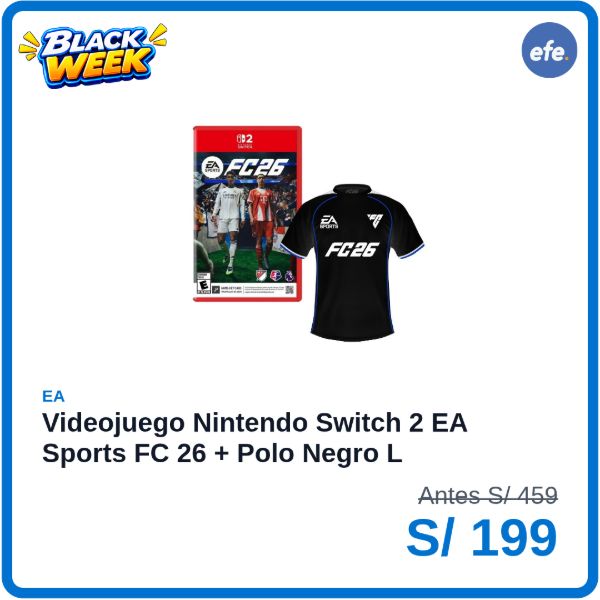 BLACK
WEEK
efe.
2
EA
SPORTS
FC26
E
EA
SPORTS
FC26
EA
Videojuego Nintendo Switch 2 EA
Sports FC 26 + Polo Negro L
Antes S/ 459
S/ 199